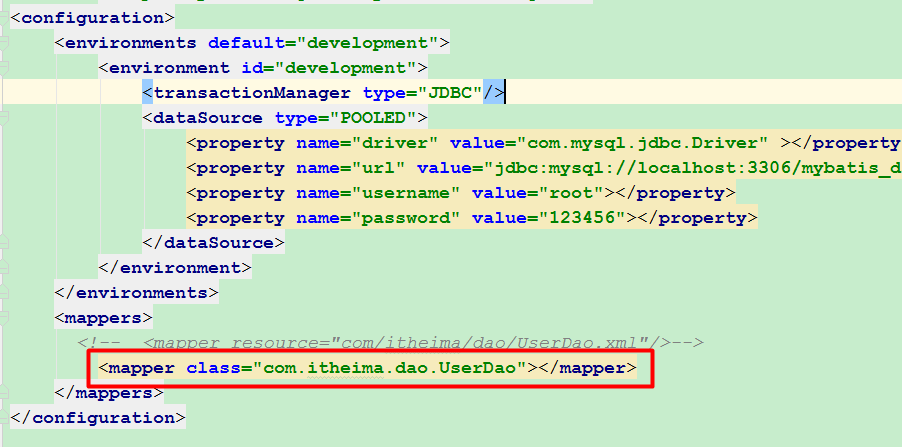 <configuration>
<environments default="development">
<environment id="development">
<transactionManager type="JDBC"/>
<dataSource type="POOLED">
<property name="driver" value="com.mysql.jdbc.Driver" ></property
<property name="url" value="jdbc:mysql://localhost:3306/mybatis_d
<property name="username" value="root"></property>
<property name="password" value="123456"></property>
</dataSource>
</environment>
</environments>
<mappers>
<!-- <mapper resource="com/itheima/dao/UserDao.xml"/>-->
<mapper class="com.itheima.dao.UserDao"></mapper>
</mappers>
</configuration>